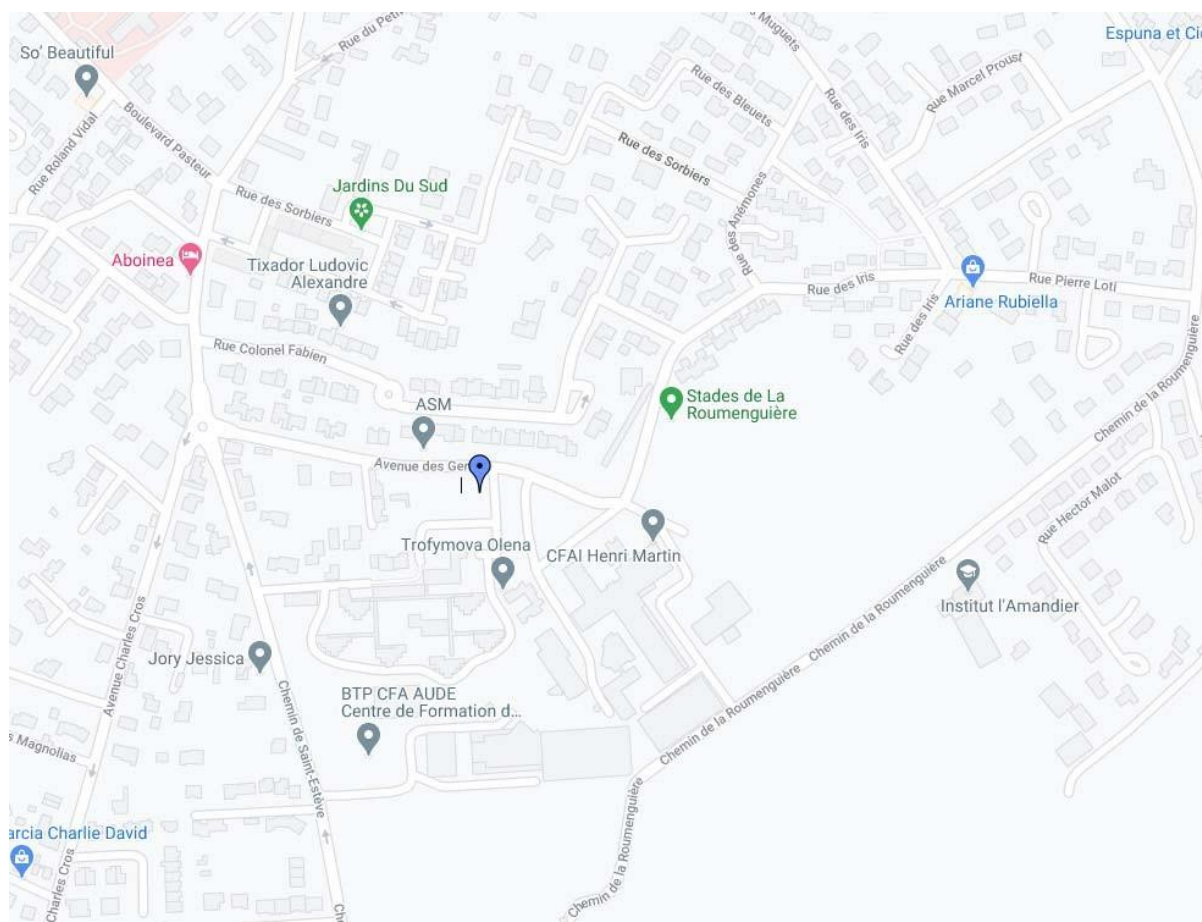 Espuna et Cie
So' Beautiful
Rue du Petit
Muguets
Rue Marcel Proust
Rue des Bleuets
Rue des Iris
Boulevard Pasteur
Rue Roland Vidal
Rue des Sorbiers
Jardins Du Sud
Rue des Sorbiers
Rue des Anémones
Aboinea
Tixador Ludovic
Alexandre
Rue des Iris
Rue Pierre Loti
Ariane Rubiella
Rue des Iris
Rue Colonel Fabien
Chemin de la Roumenguière
Stades de La
Roumenguière
ASM
Avenue des Gen
Rue Hector Malot
Trofymova Olena
CFAI Henri Martin
Chemin de la Roumenguière
Institut l'Amandier
Avenue Charles Cros
Jory Jessica
Chemin de la Roumenguière
Chemin de Saint-Estève
BTP CFA AUDE
Centre de Formation d...
s Magnolias
Chemin de la Roumenguière
arcia Charlie David
Charles Cros
Che